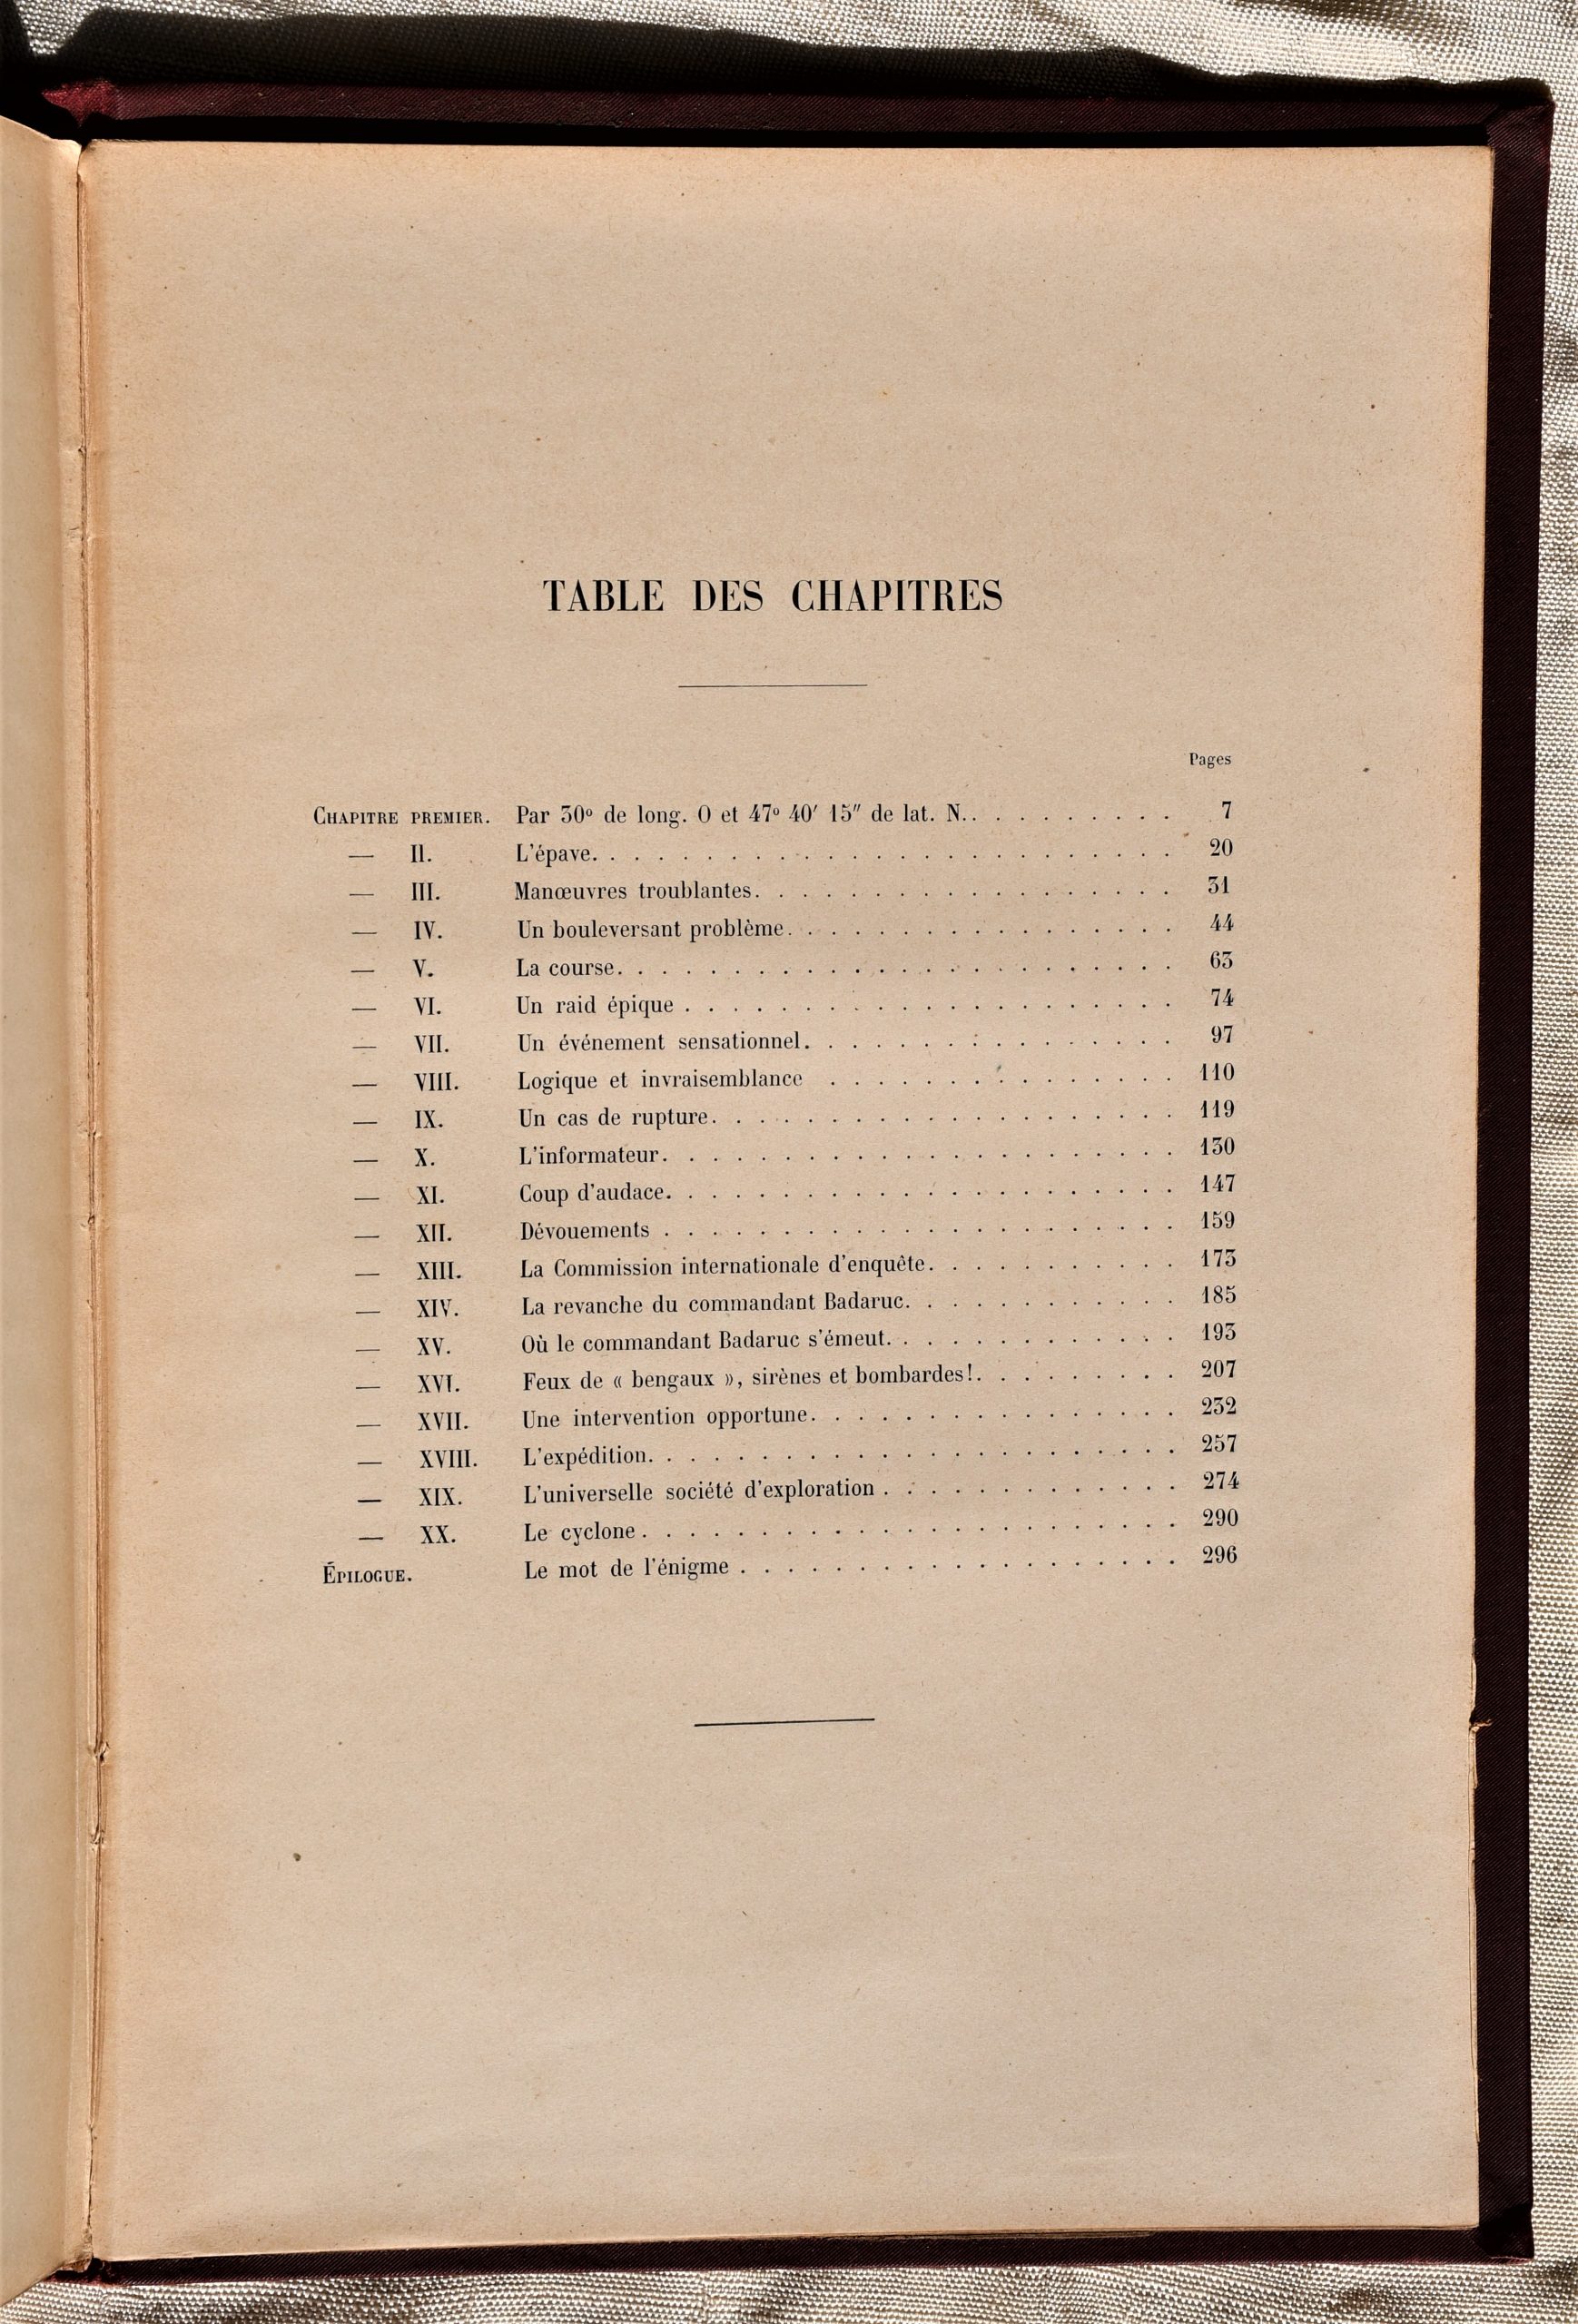 TABLE DES CHAPITRES
Pages
CHAPITRE PREMIER. Par 30° de long. O et 47° 40′ 15″ de lat. N. . . . . . . . . . 7
— II. L'épave. . . . . . . . . . . . . . . . . . . . . . . . . 20
— III. Manœuvres troublantes. . . . . . . . . . . . . . . . . . 31
— IV. Un bouleversant problème. . . . . . . . . . . . . . . . . 44
— V. La course. . . . . . . . . . . . . . . . . . . . . . . . 63
— VI. Un raid épique . . . . . . . . . . . . . . . . . . . . . 74
— VII. Un événement sensationnel. . . . . . . . . . . . . . . . 97
— VIII. Logique et invraisemblance . . . . . . . . . . . . . . . 110
— IX. Un cas de rupture. . . . . . . . . . . . . . . . . . . . 119
— X. L'informateur. . . . . . . . . . . . . . . . . . . . . . 130
— XI. Coup d'audace. . . . . . . . . . . . . . . . . . . . . . 147
— XII. Dévouements . . . . . . . . . . . . . . . . . . . . . . 159
— XIII. La Commission internationale d'enquête. . . . . . . . . . . 173
— XIV. La revanche du commandant Badaruc. . . . . . . . . . . . 185
— XV. Où le commandant Badaruc s'émeut. . . . . . . . . . . . . 193
— XVI. Feux de « bengaux », sirènes et bombardes!. . . . . . . . . 207
— XVII. Une intervention opportune. . . . . . . . . . . . . . . . 232
— XVIII. L'expédition. . . . . . . . . . . . . . . . . . . . . . . 257
— XIX. L'universelle société d'exploration . . . . . . . . . . . . . 274
— XX. Le cyclone. . . . . . . . . . . . . . . . . . . . . . . 290
ÉPILOGUE. Le mot de l'énigme . . . . . . . . . . . . . . . . . . . 296